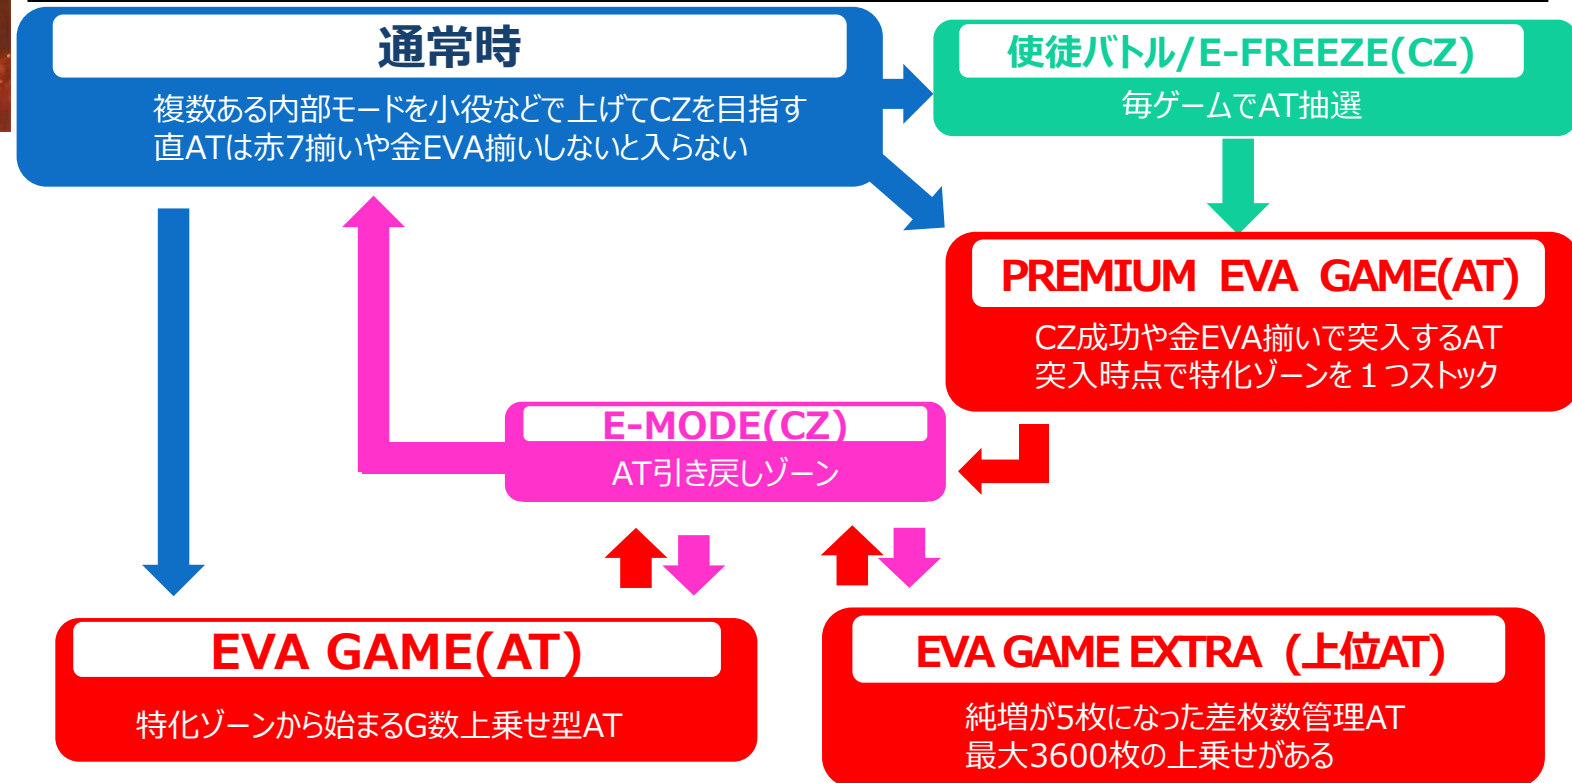 通常時
複数ある内部モードを小役などで上げてCZを目指す
直ATは赤7揃いや金EVA揃いしないと入らない
使徒バトル/E-FREEZE(CZ)
毎ゲームでAT抽選
PREMIUM EVA GAME(AT)
CZ成功や金EVA揃いで突入するAT
突入時点で特化ゾーンを１つストック
E-MODE(CZ)
AT引き戻しゾーン
EVA GAME(AT)
特化ゾーンから始まるG数上乗せ型AT
EVA GAME EXTRA (上位AT)
純増が5枚になった差枚数管理AT
最大3600枚の上乗せがある